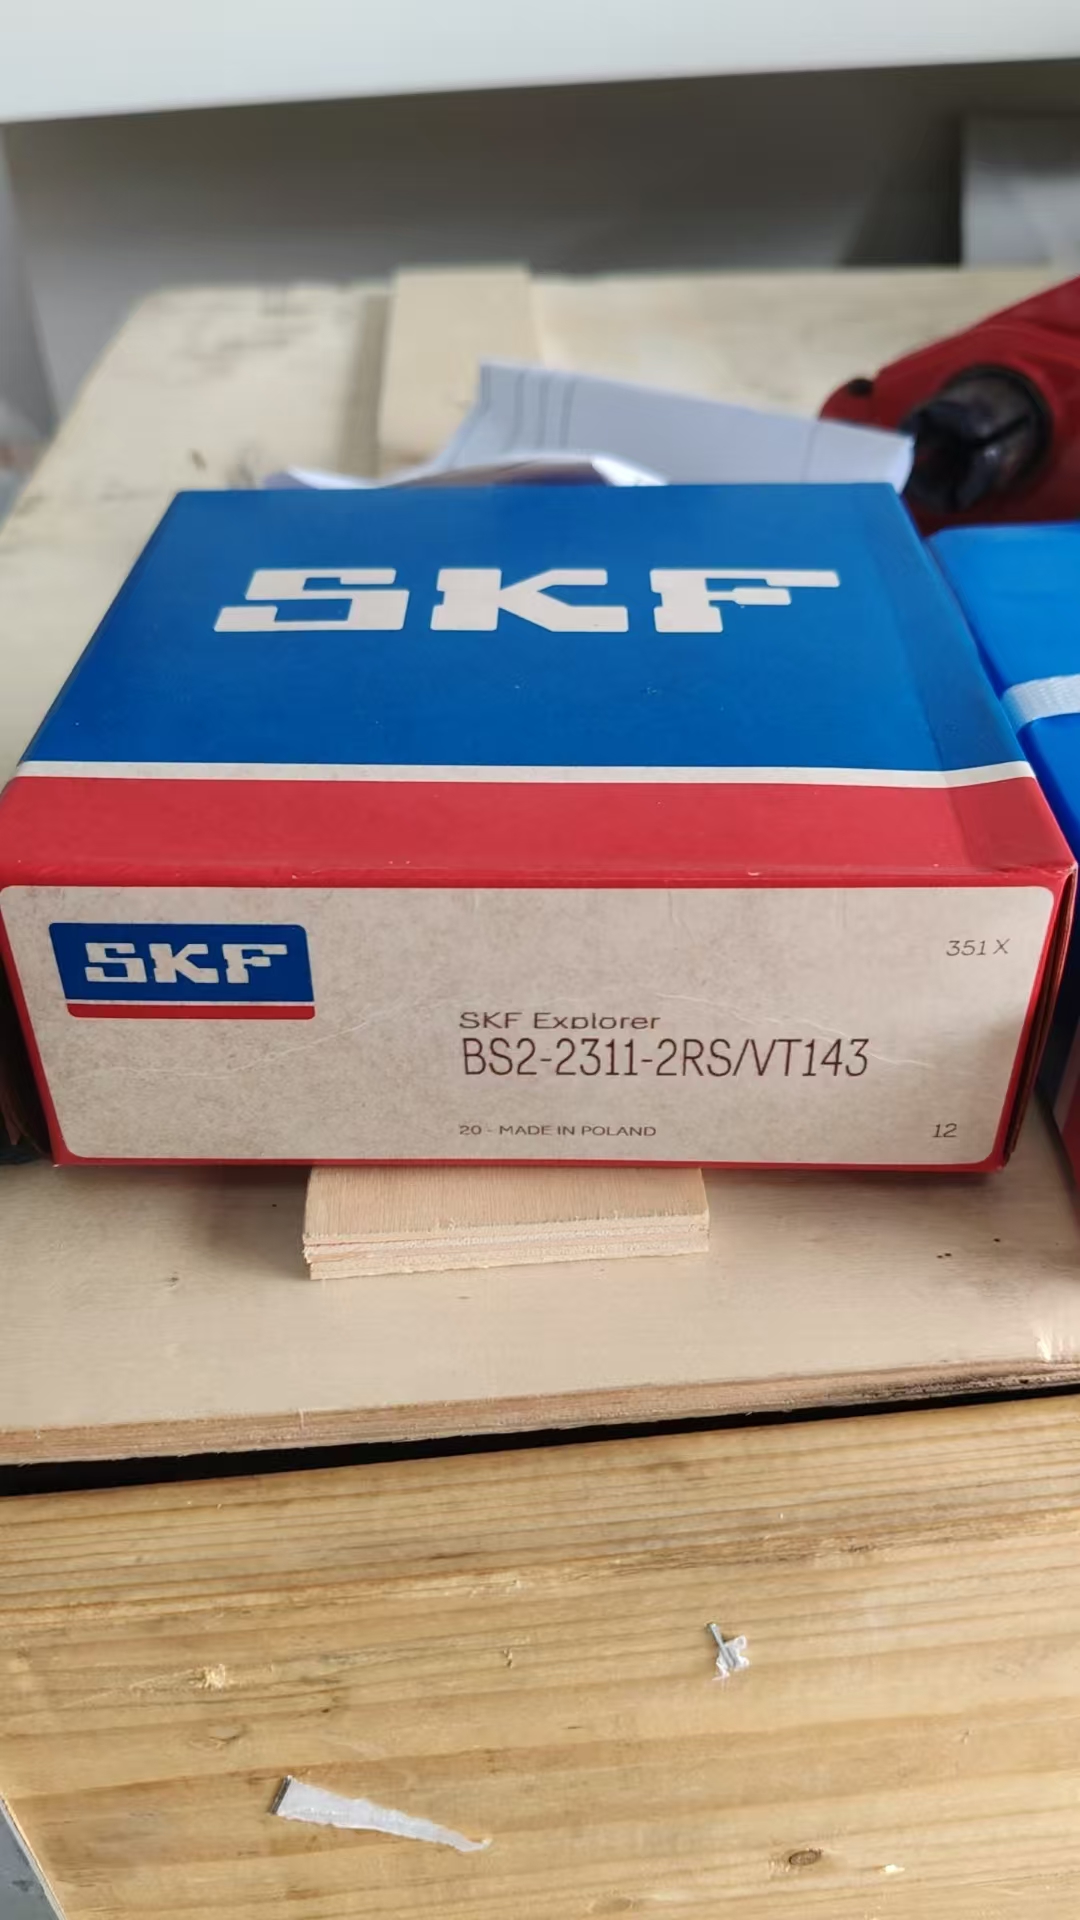 SKF
SKF
351 X
SKF Explorer
BS2-2311-2RS/VT143
20 - MADE IN POLAND
12